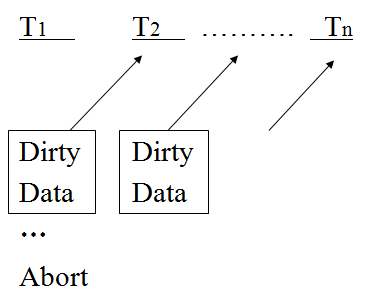 T1 T2 .......... Tn
Dirty Data
Dirty Data
...
Abort